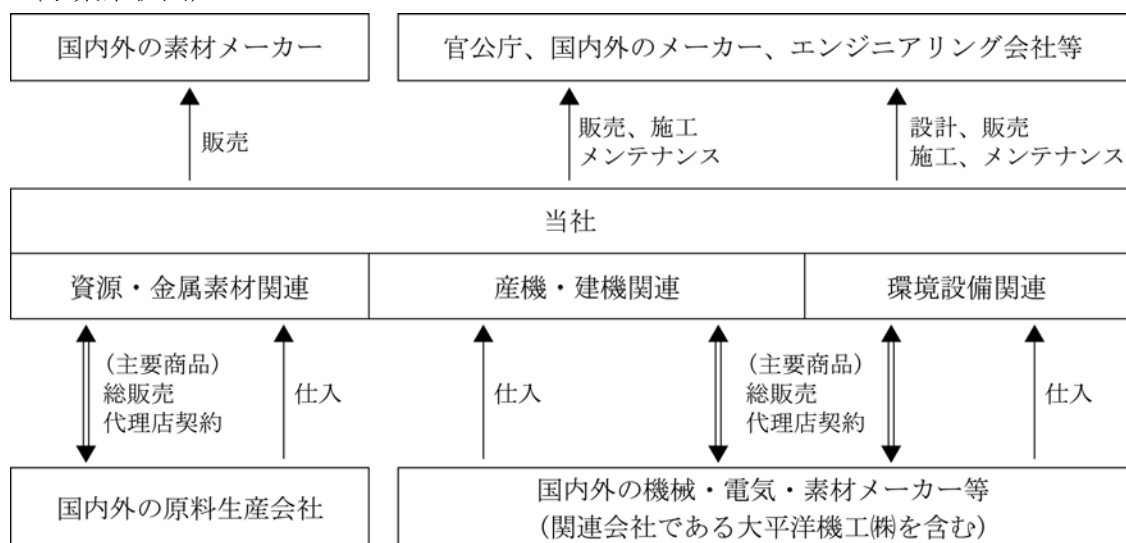 国内外の素材メーカー
官公庁、国内外のメーカー、エンジニアリング会社等
販売
販売、施工
メンテナンス
設計、販売
施工、メンテナンス
当社
資源・金属素材関連
産機・建機関連
環境設備関連
(主要商品)
総販売
代理店契約
仕入
仕入
(主要商品)
総販売
代理店契約
仕入
国内外の原料生産会社
国内外の機械・電気・素材メーカー等
(関連会社である大平洋機工㈱を含む)